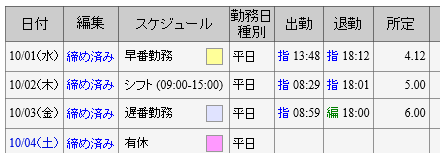 日付 編集 スケジュール 勤務日種別 出勤 退勤 所定
10/01(水) 締め済み 早番勤務 平日 指 13:48 指 18:12 4.12
10/02(木) 締め済み シフト (09:00-15:00) 平日 指 08:29 指 18:01 5.00
10/03(金) 締め済み 遅番勤務 平日 指 08:59 編 18:00 6.00
10/04(土) 締め済み 有休 平日